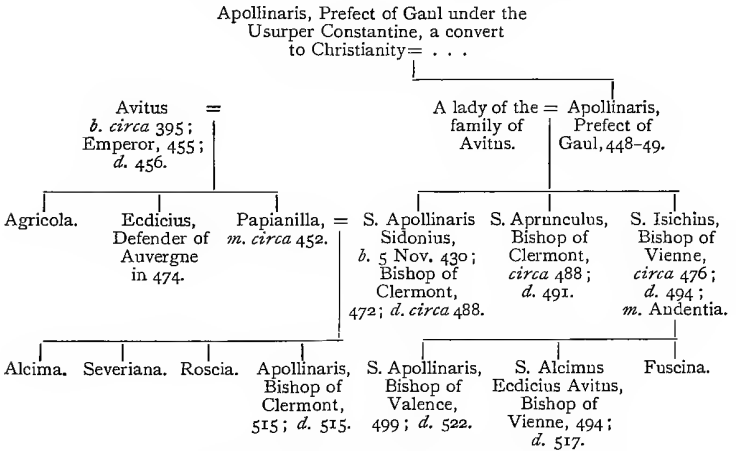 Apollinaris, Prefect of Gaul under the
Usurper Constantine, a convert
to Christianity= . . .
Avitus =
b. circa 395;
Emperor, 455;
d. 456.
A lady of the = Apollinaris,
family of Prefect of
Avitus. Gaul, 448-49.
Agricola.
Ecdicius,
Defender of
Auvergne
in 474.
Papianilla, =
m. circa 452.
S. Apollinaris
Sidonius,
b. 5 Nov. 430;
Bishop of
Clermont,
472; d. circa 488.
S. Aprunculus,
Bishop of
Clermont,
circa 488;
d. 491.
S. Isichius,
Bishop of
Vienne,
circa 476;
d. 494;
m. Audentia.
Alcima.
Severiana.
Roscia.
Apollinaris,
Bishop of
Clermont,
515; d. 515.
S. Apollinaris,
Bishop of
Valence,
499; d. 522.
S. Alcimus
Ecdicius Avitus,
Bishop of
Vienne, 494;
d. 517.
Fuscina.